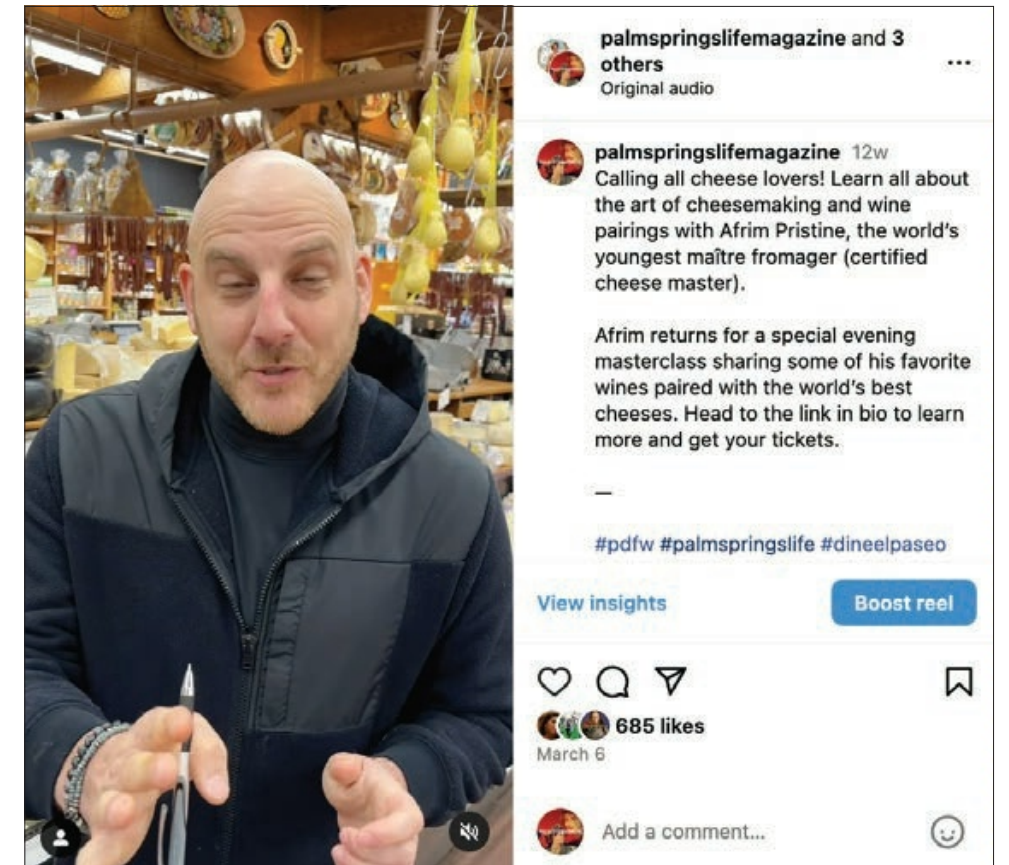 palmspringslifemagazine and 3
others
Original audio
palmspringslifemagazine 12w
Calling all cheese lovers! Learn all about
the art of cheesemaking and wine
pairings with Afrim Pristine, the world's
youngest maître fromager (certified
cheese master).
Afrim returns for a special evening
masterclass sharing some of his favorite
wines paired with the world's best
cheeses. Head to the link in bio to learn
more and get your tickets.
—
#pdfw #palmspringslife #dineelpaseo
View insights
Boost reel
685 likes
March 6
Add a comment...